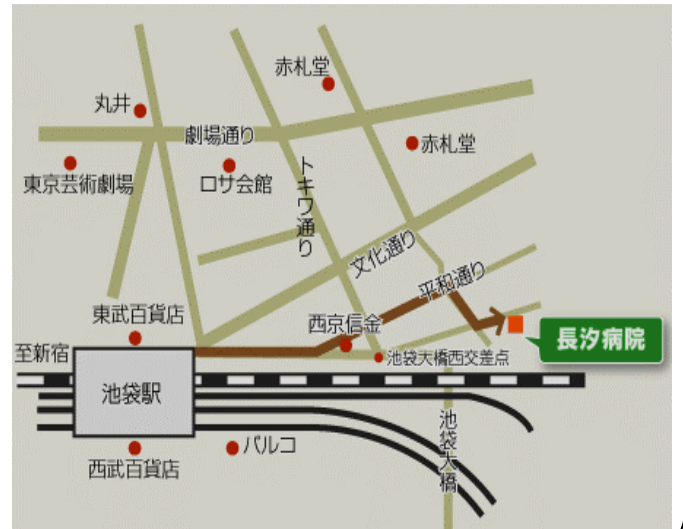 赤札堂
丸井
劇場通り
赤札堂
東京芸術劇場
ロサ会館
トキワ通り
文化通り
平和通り
東武百貨店
西京信金
長汐病院
至新宿
池袋大橋西交差点
池袋駅
池袋大橋
パルコ
西武百貨店